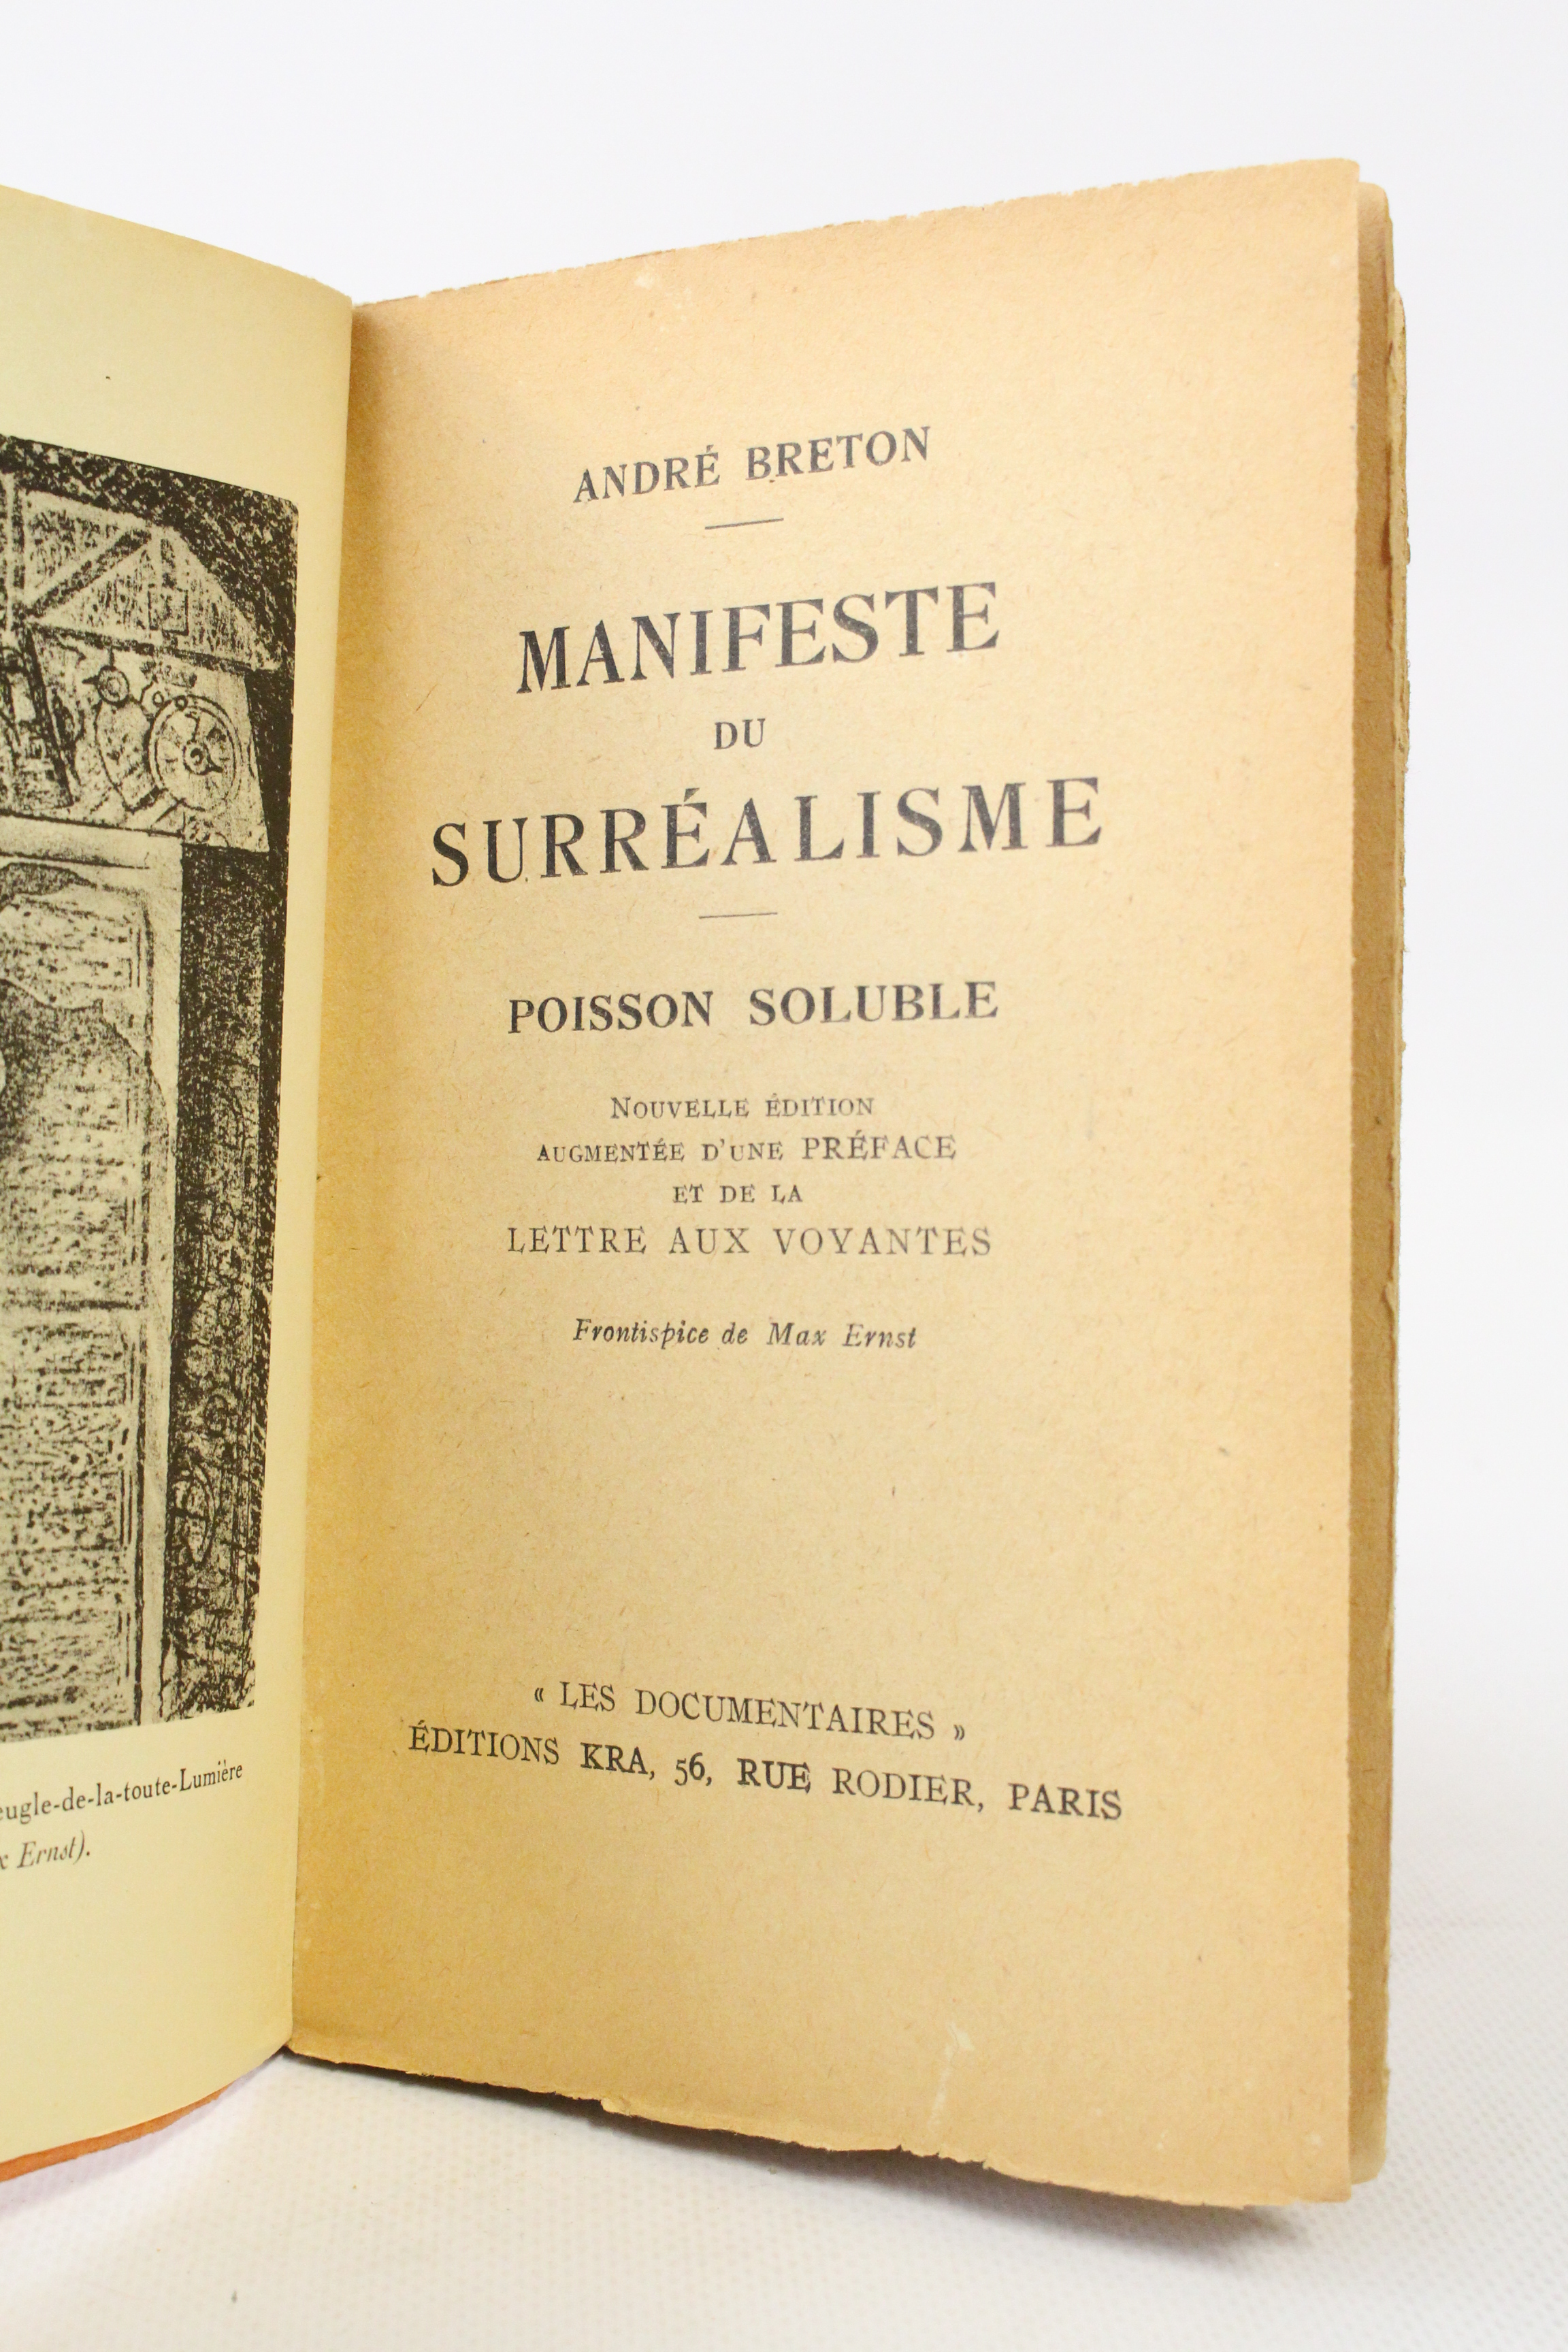 eugle-de-la-toute-Lumière
Ernst).
ANDRÉ BRETON
MANIFESTE
DU
SURRÉALISME
POISSON SOLUBLE
NOUVELLE ÉDITION
AUGMENTÉE D'UNE PRÉFACE
ET DE LA
LETTRE AUX VOYANTES
Frontispice de Max Ernst
« LES DOCUMENTAIRES »
ÉDITIONS KRA, 56, RUE RODIER, PARIS